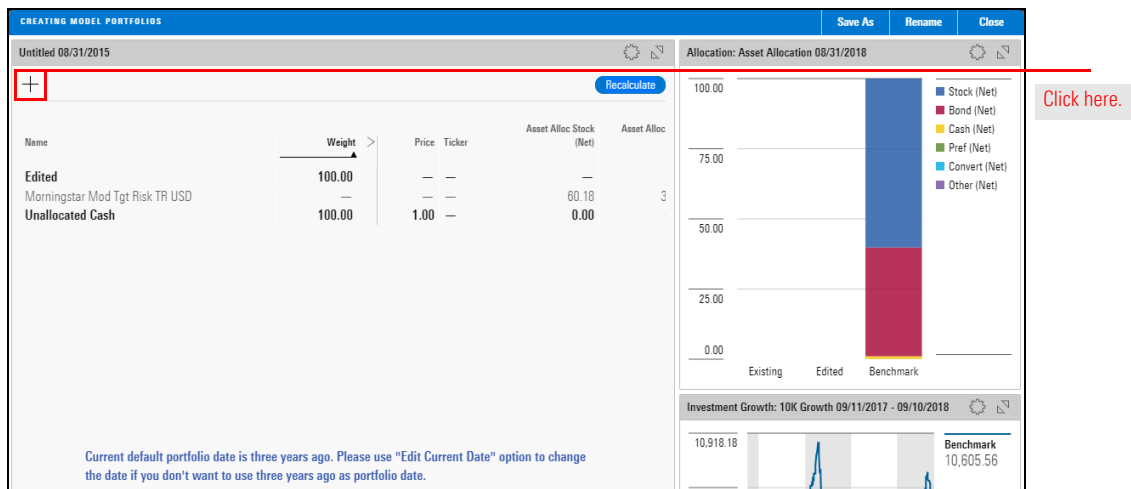 CREATING MODEL PORTFOLIOS Save As Rename Close
Untitled 08/31/2015
Recalculate
Name Weight Price Ticker Asset Alloc Stock (Net) Asset Alloc
Edited 100.00 — — —
Morningstar Mod Tgt Risk TR USD — — — 60.18 3
Unallocated Cash 100.00 1.00 — 0.00
Current default portfolio date is three years ago. Please use "Edit Current Date" option to change
the date if you don't want to use three years ago as portfolio date.
Allocation: Asset Allocation 08/31/2018
100.00
75.00
50.00
25.00
0.00
Existing Edited Benchmark
Stock (Net)
Bond (Net)
Cash (Net)
Pref (Net)
Convert (Net)
Other (Net)
Investment Growth: 10K Growth 09/11/2017 - 09/10/2018
10,918.18
Benchmark
10,605.56
Click here.